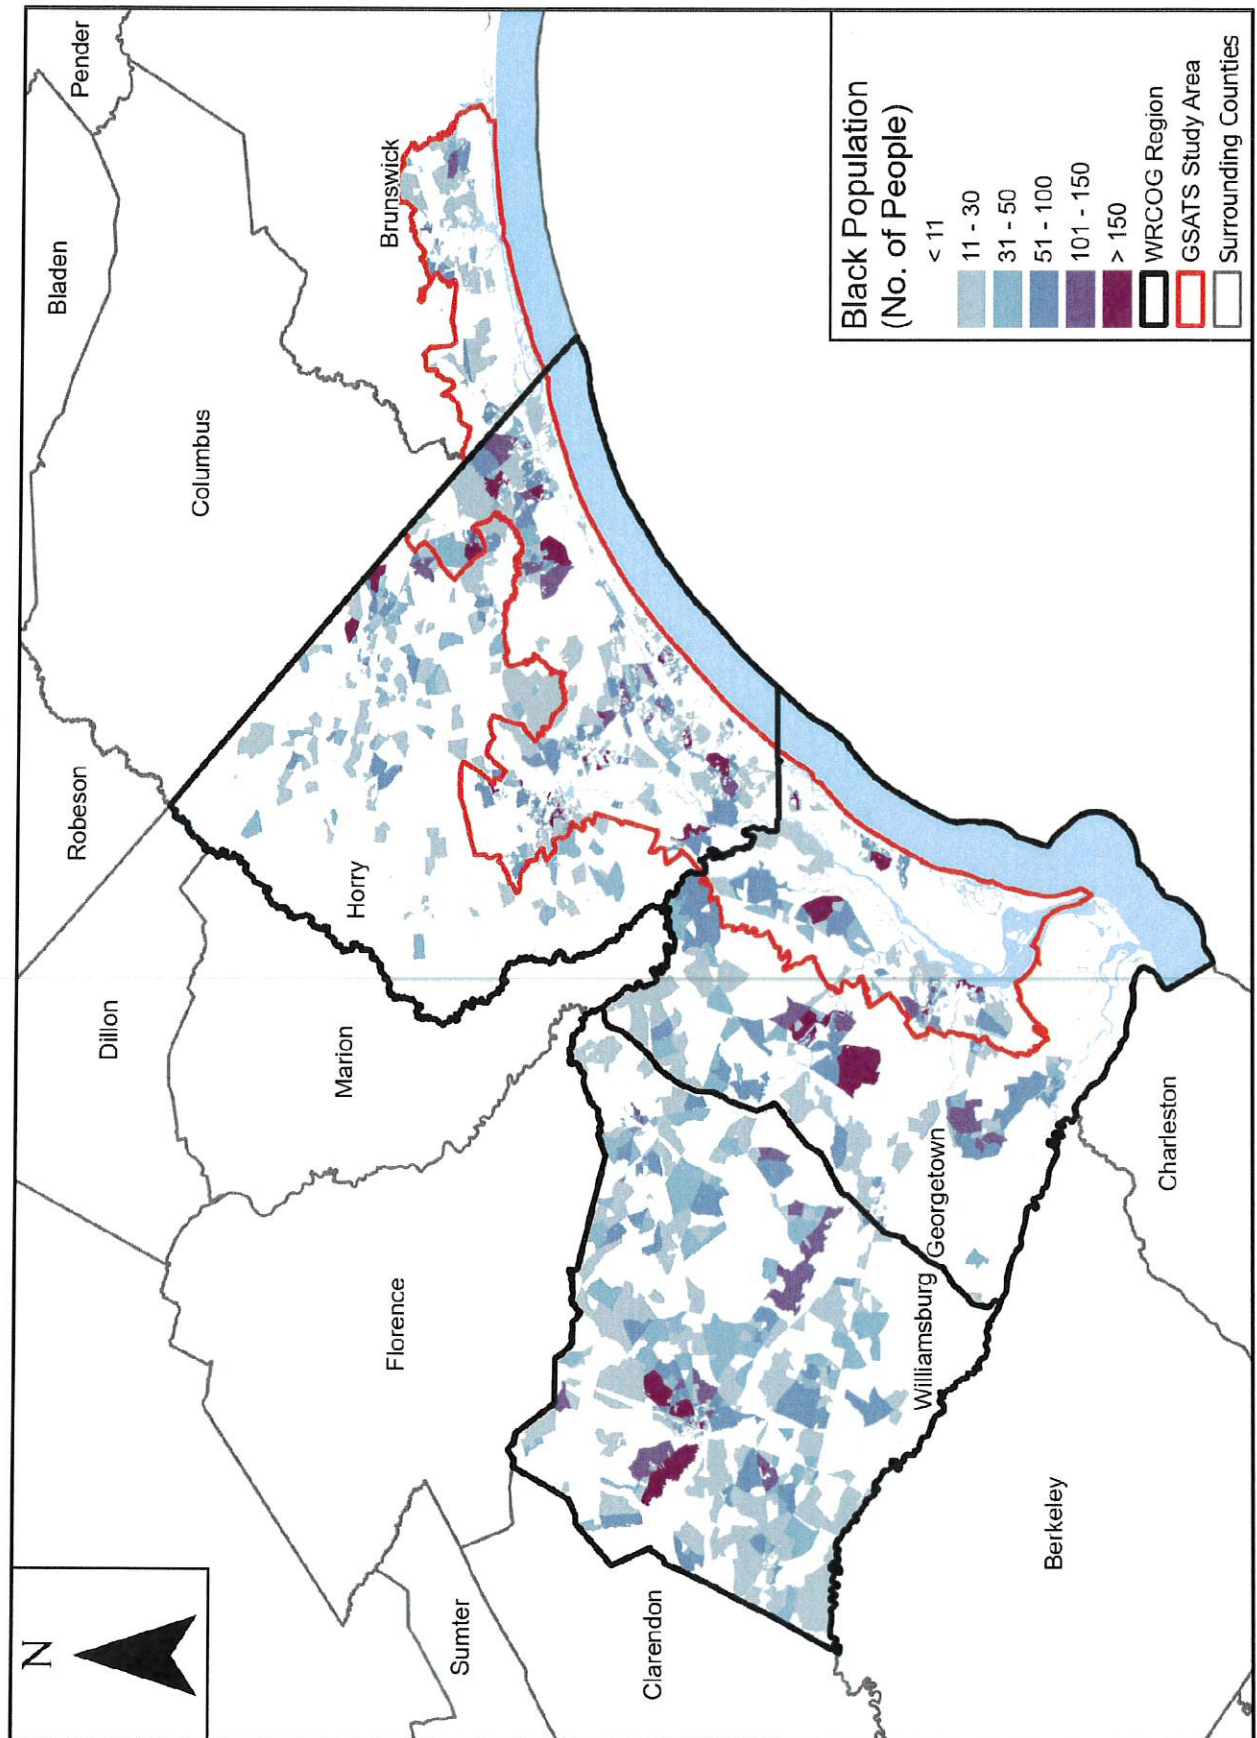 N
Pender
Bladen
Brunswick
Columbus
Robeson
Dillon
Horry
Marion
Florence
Sumter
Clarendon
Williamsburg
Georgetown
Charleston
Berkeley
Black Population
(No. of People)
< 11
11 - 30
31 - 50
51 - 100
101 - 150
> 150
WRCOG Region
GSATS Study Area
Surrounding Counties